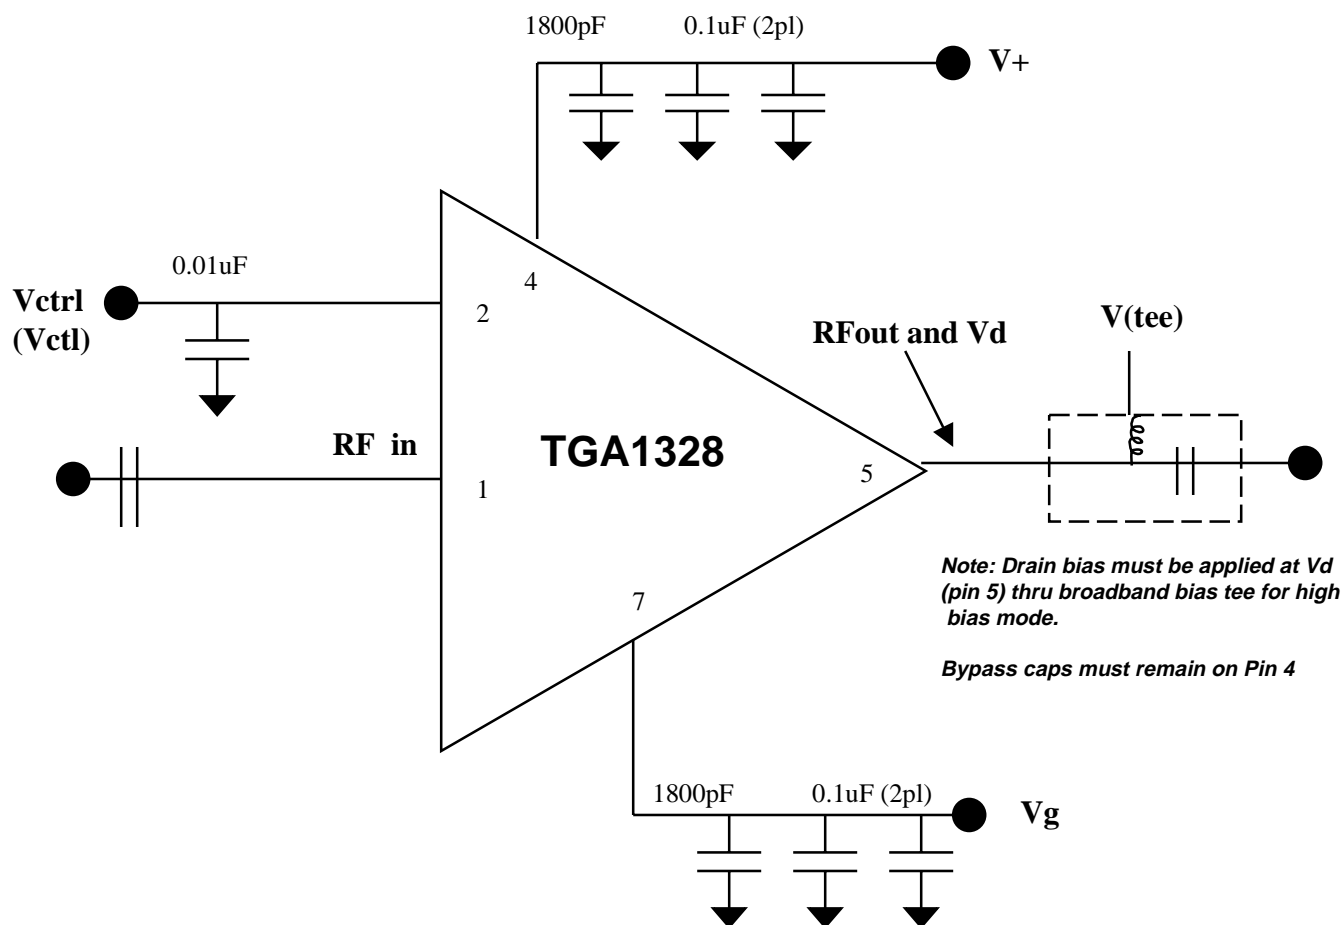 1800pF
0.1uF (2pl)
V+
0.01uF
4
Vctrl
(Vctl)
2
V(tee)
RFout and Vd
RF in
TGA1328
5
1
Note: Drain bias must be applied at Vd
(pin 5) thru broadband bias tee for high
bias mode.
7
Bypass caps must remain on Pin 4
1800pF
0.1uF (2pl)
Vg